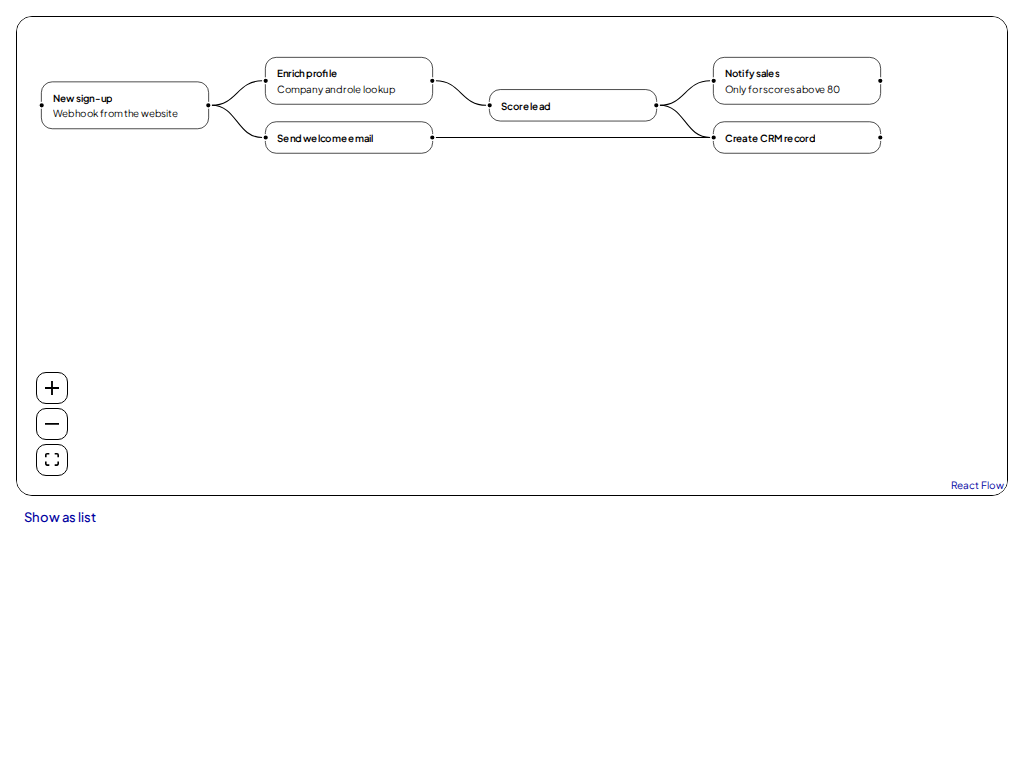 New sign-up
Webhook from the website
Enrich profile
Company and role lookup
Send welcome email
Score lead
Notify sales
Only for scores above 80
Create CRM record
React Flow
Show as list